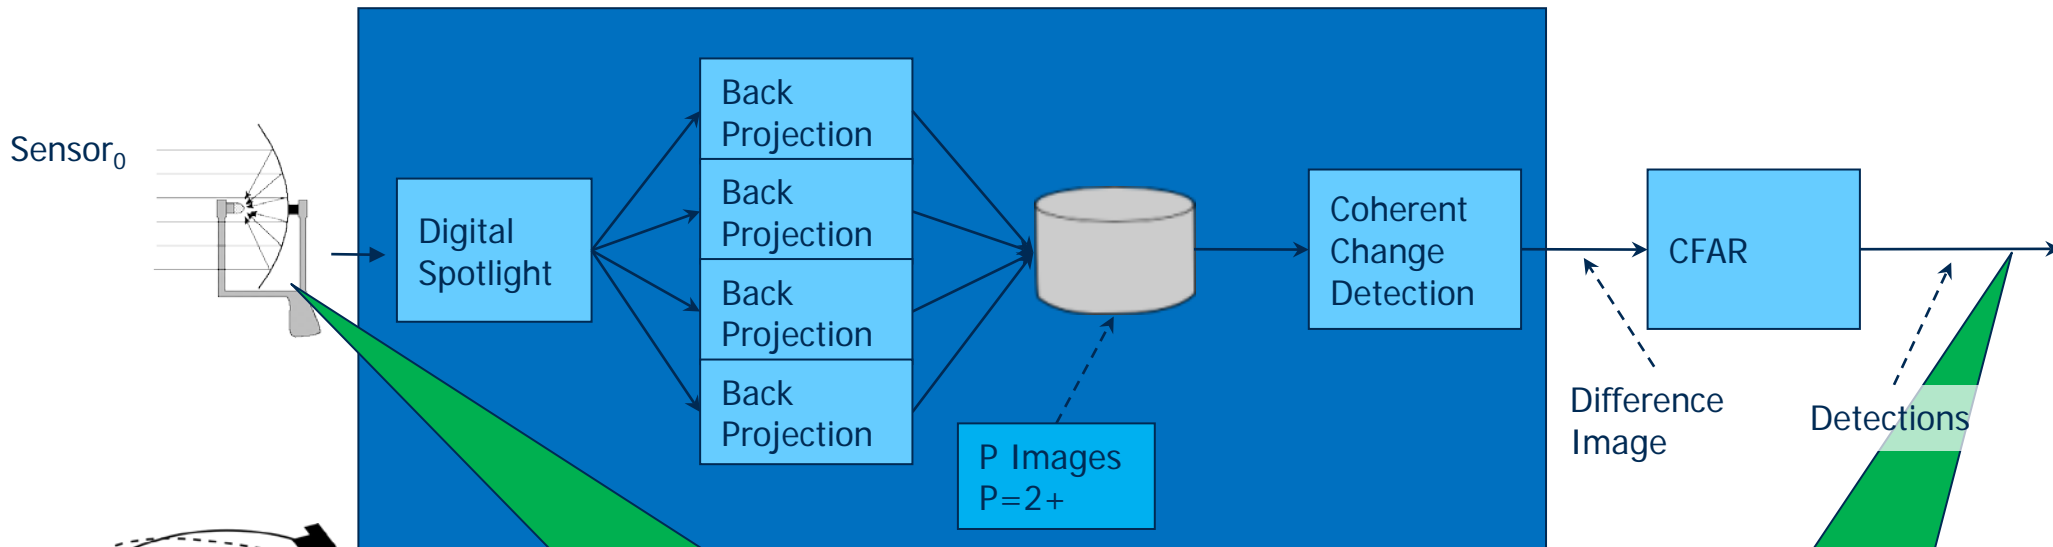 Sensor₀
Digital
Spotlight
Back
Projection
Back
Projection
Back
Projection
Back
Projection
P Images
P=2+
Coherent
Change
Detection
Difference
Image
CFAR
Detections